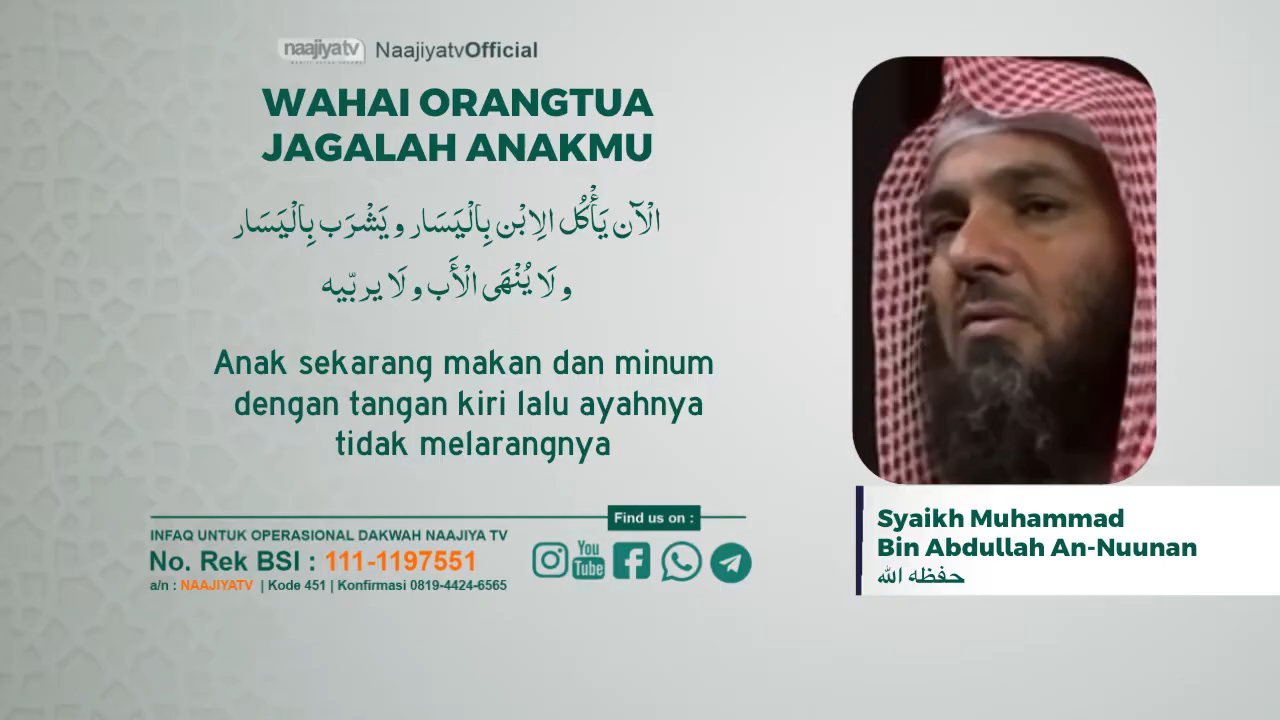 naajiyatv NaajiyatvOfficial
WAHAI ORANGTUA
JAGALAH ANAKMU
الْآن يَأْكُل الِابْن بِالْيَسَار و يَشْرَب بِالْيَسَار
و لَا يُنْهَى الْأَب و لَا يربّيه
Anak sekarang makan dan minum
dengan tangan kiri lalu ayahnya
tidak melarangnya
Find us on :
INFAQ UNTUK OPERASIONAL DAKWAH NAAJIYA TV
No. Rek BSI : 111-1197551
a/n : NAAJIYATV | Kode 451 | Konfirmasi 0819-4424-6565
You
Tube
Syaikh Muhammad
Bin Abdullah An-Nuunan
حفظه الله